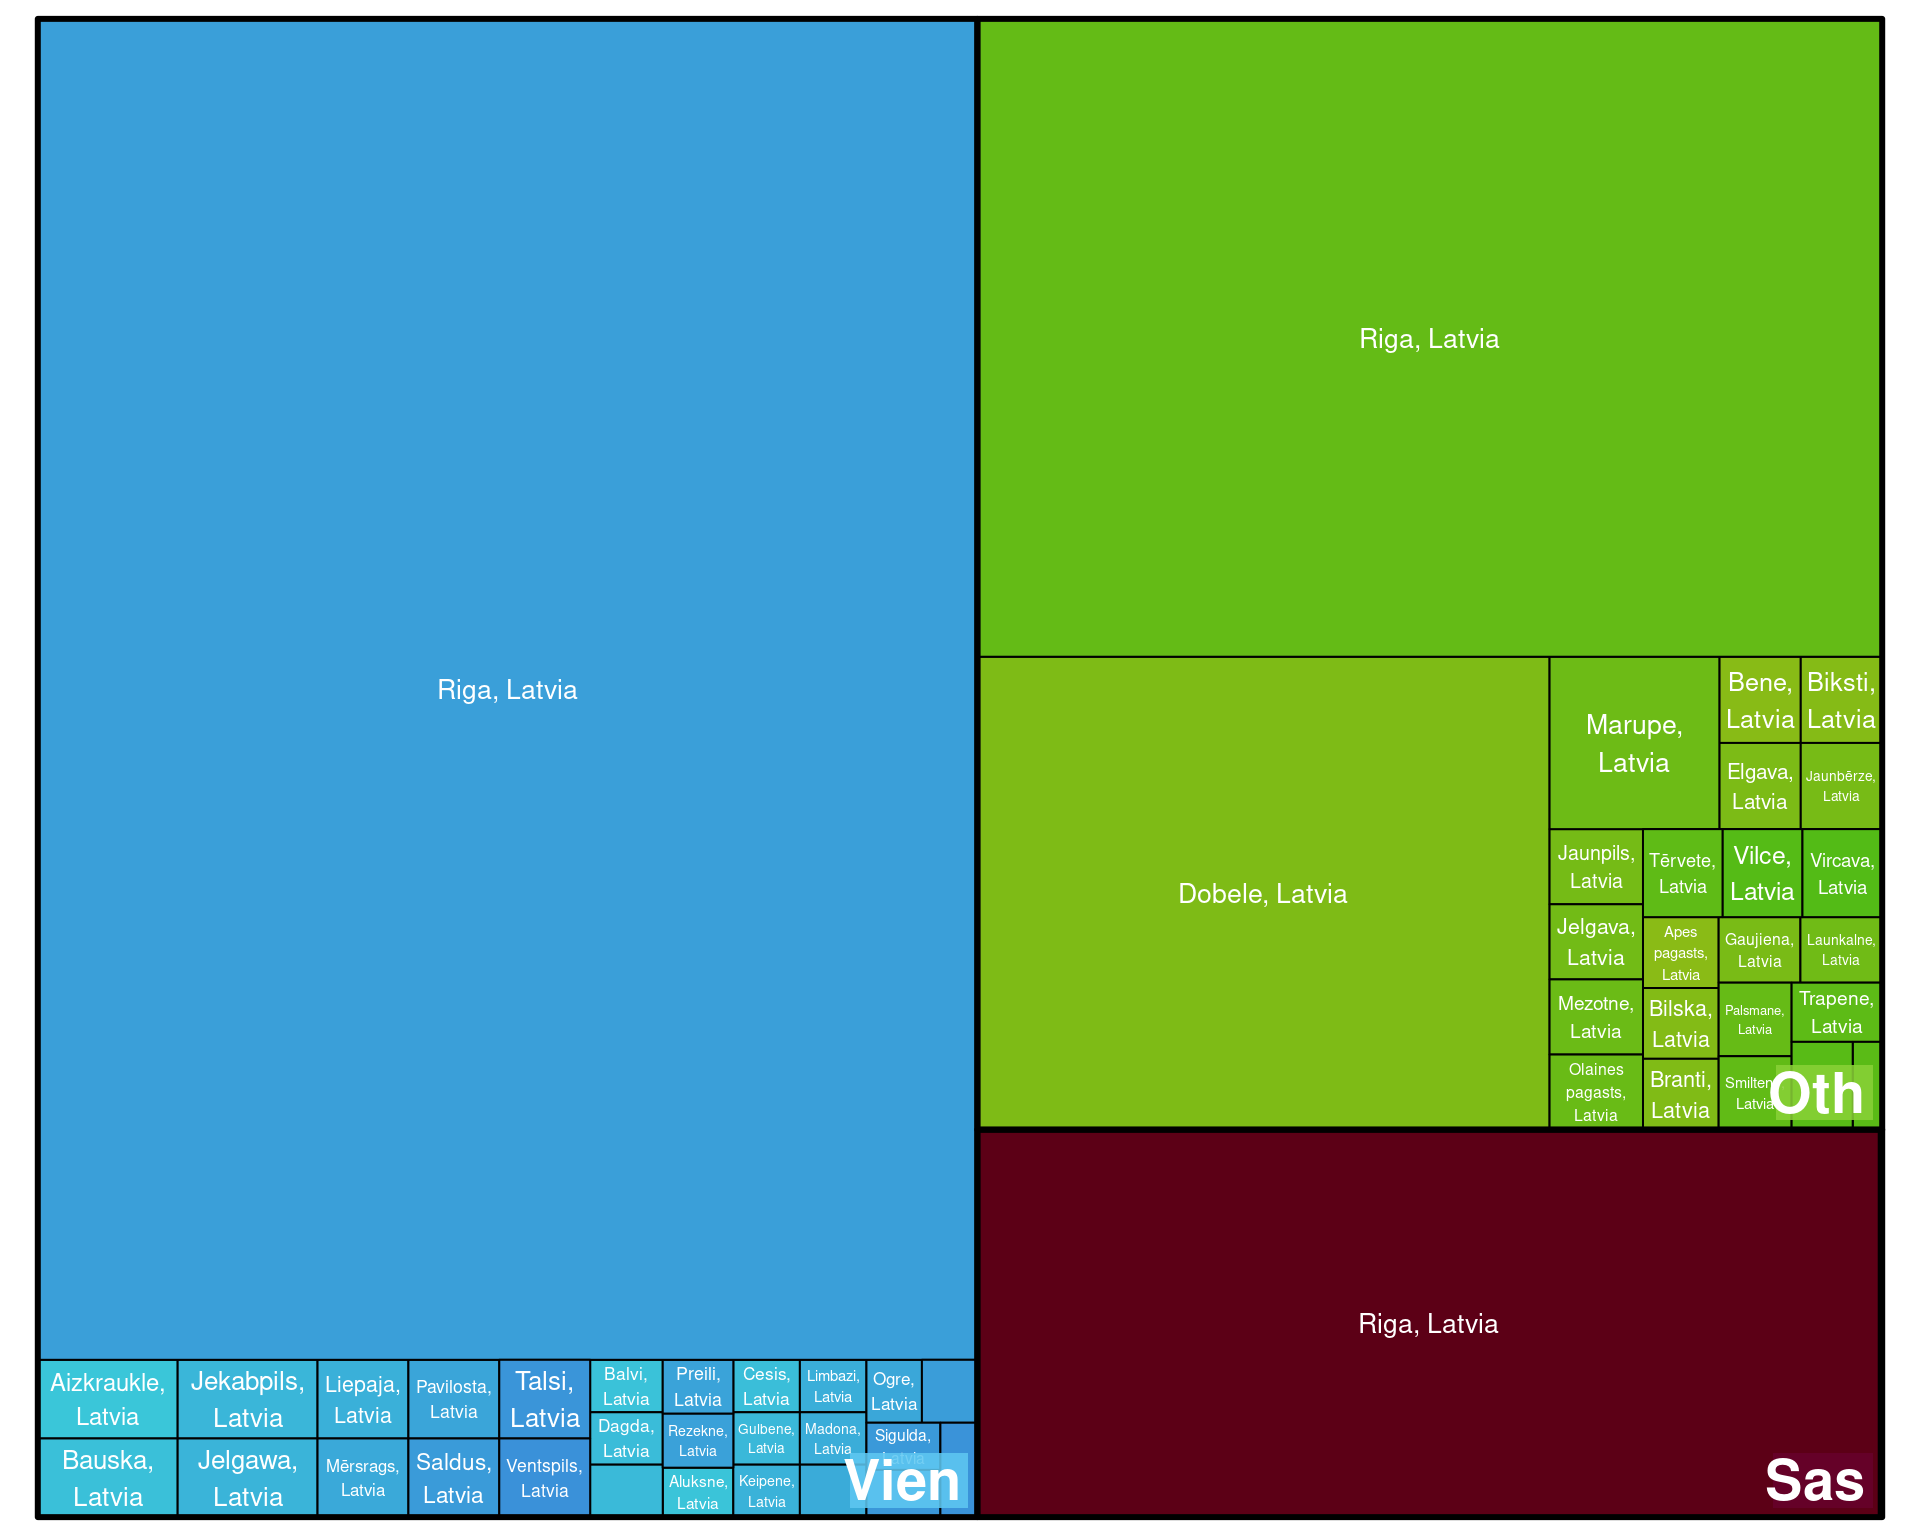 Riga, Latvia
Aizkraukle,
Latvia
Jekabpils,
Latvia
Liepaja,
Latvia
Pavilosta,
Latvia
Talsi,
Latvia
Balvi,
Latvia
Preili,
Latvia
Cesis,
Latvia
Limbazi,
Latvia
Ogre,
Latvia
Bauska,
Latvia
Jelgawa,
Latvia
Mērsrags,
Latvia
Saldus,
Latvia
Ventspils,
Latvia
Dagda,
Latvia
Rezekne,
Latvia
Aluksne,
Latvia
Gulbene,
Latvia
Keipene,
Latvia
Madona,
Latvia
Sigulda,
Latvia
Vien
Riga, Latvia
Dobele, Latvia
Marupe,
Latvia
Bene,
Latvia
Biksti,
Latvia
Elgava,
Latvia
Jaunbērze,
Latvia
Jaunpils,
Latvia
Tērvete,
Latvia
Vilce,
Latvia
Vircava,
Latvia
Jelgava,
Latvia
Mezotne,
Latvia
Olaines
pagasts,
Latvia
Apes
pagasts,
Latvia
Bilska,
Latvia
Branti,
Latvia
Gaujiena,
Latvia
Launkalne,
Latvia
Palsmane,
Latvia
Trapene,
Latvia
Smilten
Latvia
Oth
Riga, Latvia
Sas